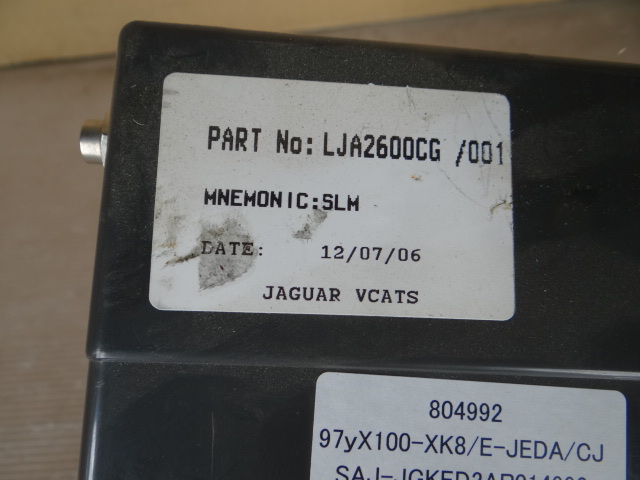 PART No: LJA2600CG /001
MNEMONIC:SLM
DATE: 12/07/06
JAGUAR VCATS
804992
97yX100-XK8/E-JEDA/CJ